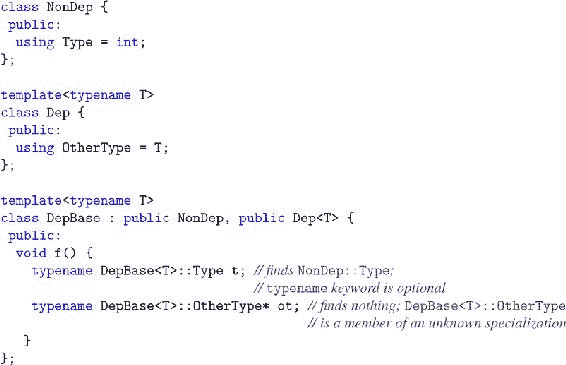 class NonDep {
 public:
  using Type = int;
};

template<typename T>
class Dep {
 public:
  using OtherType = T;
};

template<typename T>
class DepBase : public NonDep, public Dep<T> {
 public:
  void f() {
    typename DepBase<T>::Type t; // finds NonDep::Type;
                                 // typename keyword is optional
    typename DepBase<T>::OtherType* ot; // finds nothing; DepBase<T>::OtherType
                                        // is a member of an unknown specialization
  }
};